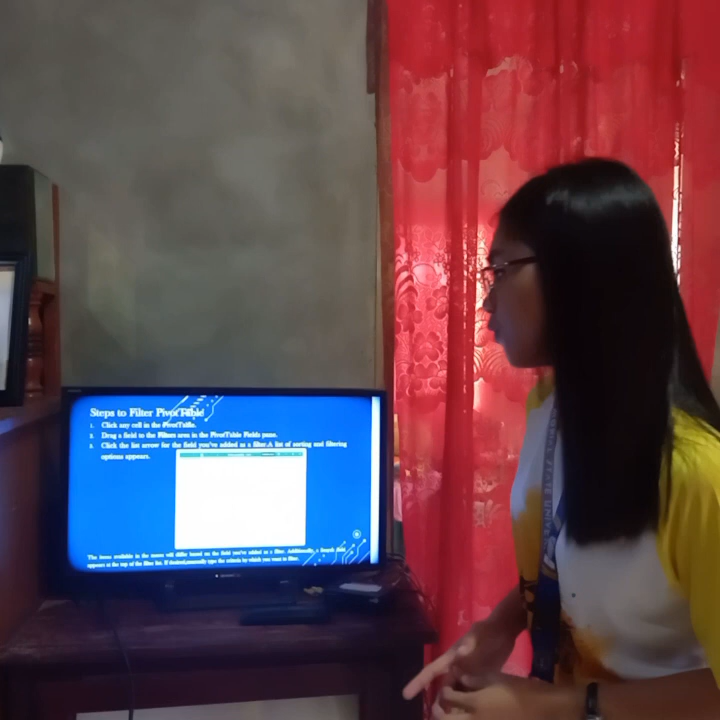 Steps to Filter PivotTable
1. Click any cell in the PivotTable.
2. Drag a field to the Filters area in the PivotTable Fields pane.
3. Click the list arrow for the field you've added as a filter.A list of sorting and filtering
options appears.
The items available in the menu will differ based on the field you've added as a filter. Additionally, a Search field
appears at the top of the filter list. If desired,manually type the criteria by which you want to filter.